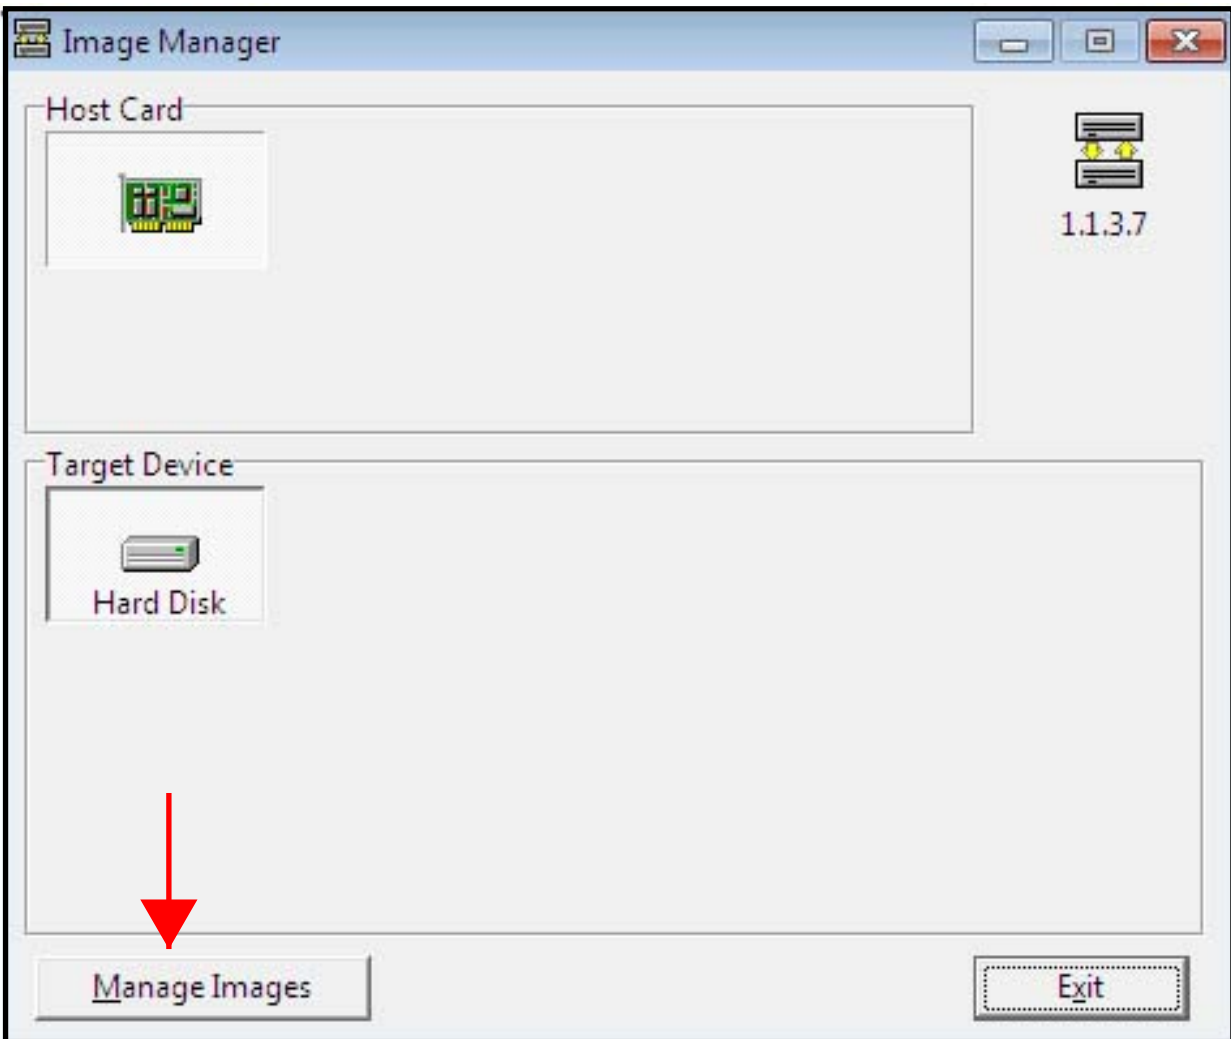 Image Manager
Host Card
1.1.3.7
Target Device
Hard Disk
Manage Images
Exit